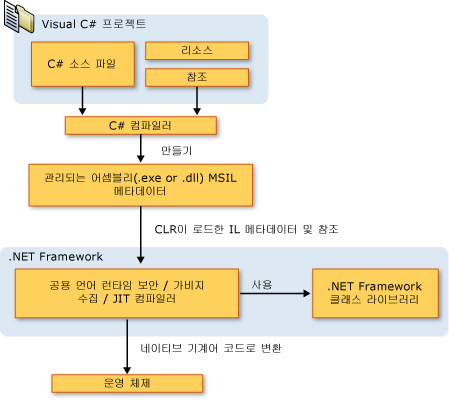 Visual C# 프로젝트
C# 소스 파일
리소스
참조
C# 컴파일러
만들기
관리되는 어셈블리(.exe or .dll) MSIL
메타데이터
CLR이 로드한 IL 메타데이터 및 참조
.NET Framework
공용 언어 런타임 보안 / 가비지
수집 / JIT 컴파일러
사용
.NET Framework
클래스 라이브러리
네이티브 기계어 코드로 변환
운영 체제